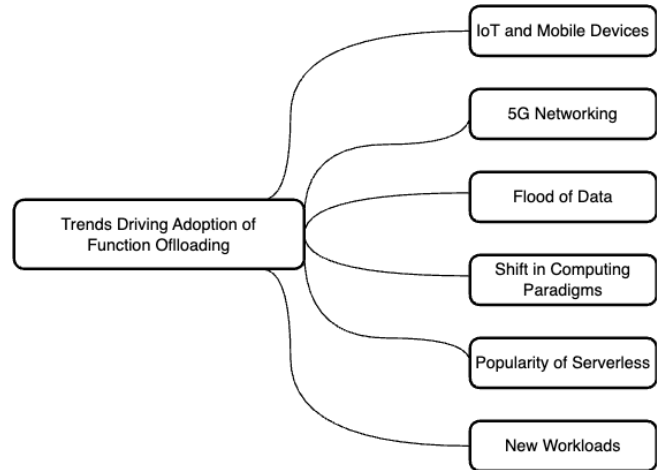 IoT and Mobile Devices
5G Networking
Flood of Data
Trends Driving Adoption of
Function Oflloading
Shift in Computing
Paradigms
Popularity of Serverless
New Workloads